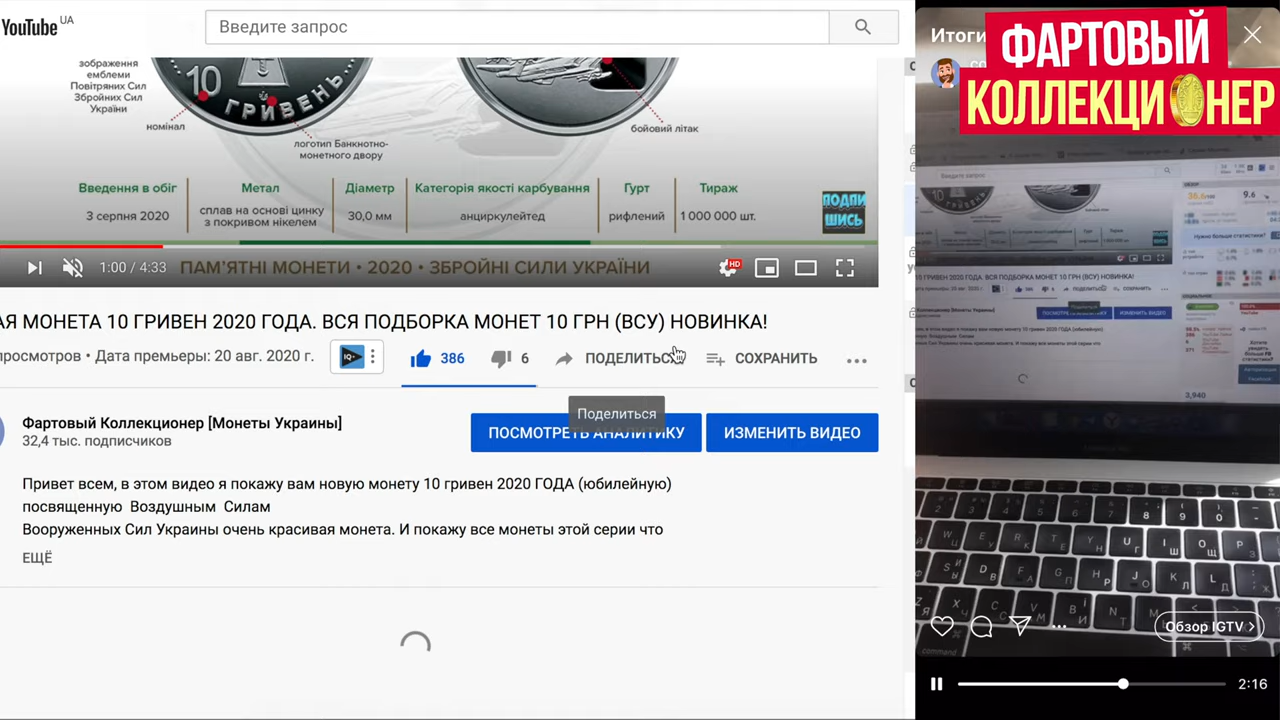 YouTube UA
Введите запрос
зображення
емблеми
Повітряних Сил
Збройних Сил
України
номінал
10
ГРИВЕНЬ
логотип Банкнотно-
монетного двору
бойовий літак
Введення в обіг
3 серпня 2020
Метал
сплав на основі цинку
з покривом нікелем
Діаметр
30,0 мм
Категорія якості карбування
анциркулейтед
Гурт
рифлений
Тираж
1 000 000 шт.
ПОДПИ
ШИСЬ
1:00 / 4:33
ПАМ'ЯТНІ МОНЕТИ • 2020 • ЗБРОЙНІ СИЛИ УКРАЇНИ
HD
АЯ МОНЕТА 10 ГРИВЕН 2020 ГОДА. ВСЯ ПОДБОРКА МОНЕТ 10 ГРН (ВСУ) НОВИНКА!
просмотров • Дата премьеры: 20 авг. 2020 г.
386
6
ПОДЕЛИТЬСЯ
СОХРАНИТЬ
Поделиться
Фартовый Коллекционер [Монеты Украины]
32,4 тыс. подписчиков
ПОСМОТРЕТЬ АНАЛИТИКУ
ИЗМЕНИТЬ ВИДЕО
Привет всем, в этом видео я покажу вам новую монету 10 гривен 2020 ГОДА (юбилейную)
посвященную Воздушным Силам
Вооруженных Сил Украины очень красивая монета. И покажу все монеты этой серии что
ЕЩЁ
Итоги
ФАРТОВЫЙ
КОЛЛЕКЦИОНЕР
Обзор IGTV
2:16